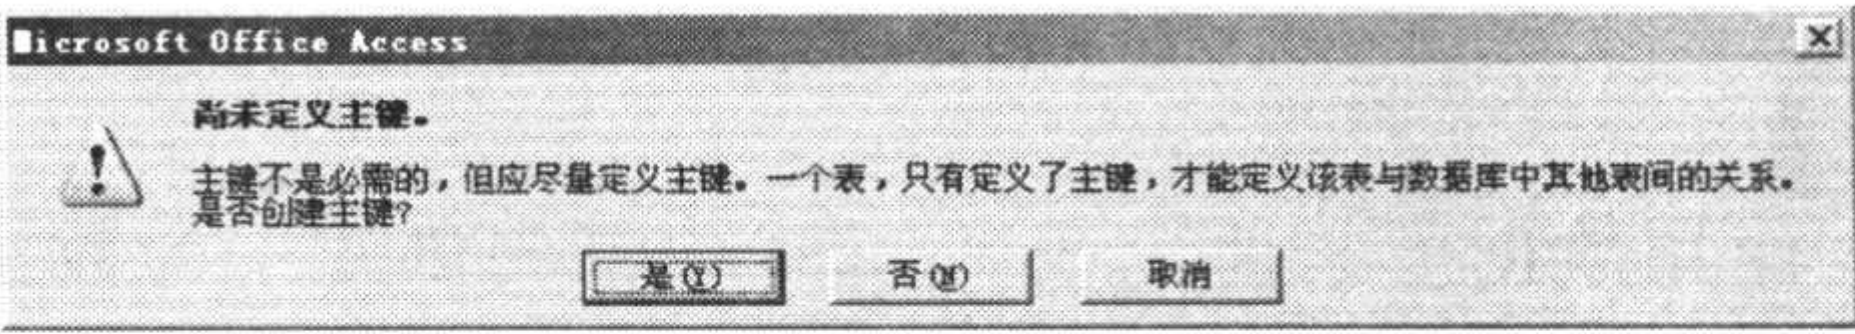 Microsoft Office Access
尚未定义主键。
主键不是必需的，但应尽量定义主键。一个表，只有定义了主键，才能定义该表与数据库中其他表间的关系。
是否创建主键?
是(Y) 否(N) 取消